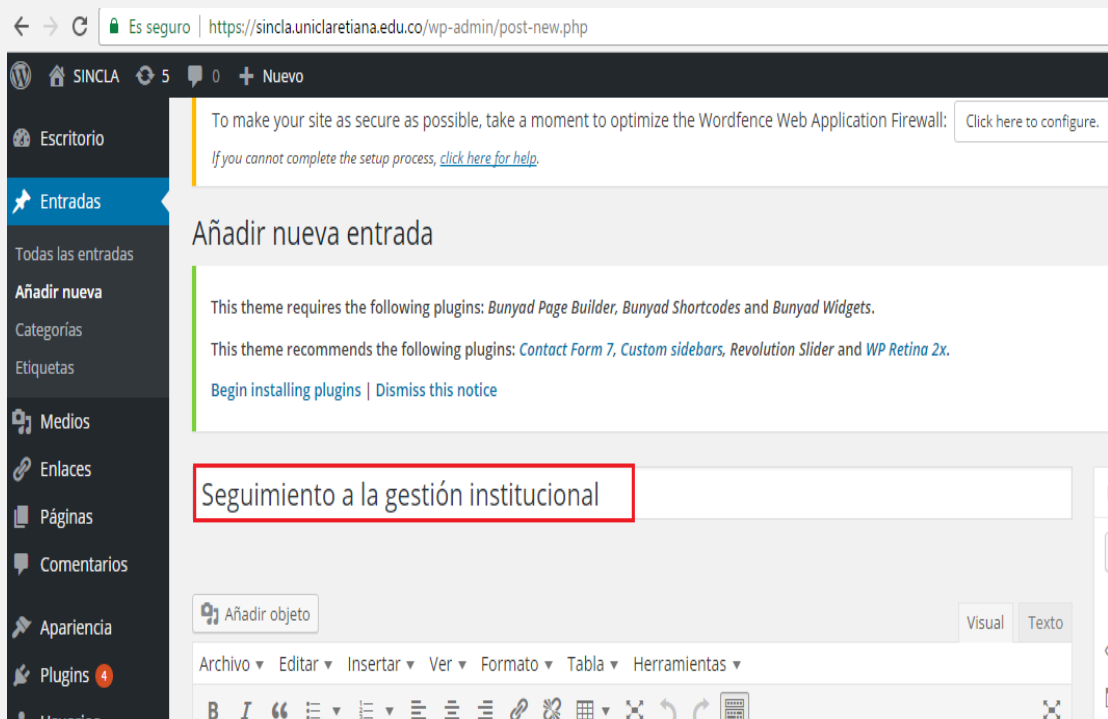 Es seguro | https://sincla.uniclaretiana.edu.co/wp-admin/post-new.php
SINCLA 5 0 + Nuevo
To make your site as secure as possible, take a moment to optimize the Wordfence Web Application Firewall: Click here to configure.
If you cannot complete the setup process, click here for help.
Escritorio
Entradas
Todas las entradas
Añadir nueva
Categorías
Etiquetas
Medios
Enlaces
Páginas
Comentarios
Apariencia
Plugins 4
Usuarios
Añadir nueva entrada
This theme requires the following plugins: Bunyad Page Builder, Bunyad Shortcodes and Bunyad Widgets.
This theme recommends the following plugins: Contact Form 7, Custom sidebars, Revolution Slider and WP Retina 2x.
Begin installing plugins | Dismiss this notice
Seguimiento a la gestión institucional
Añadir objeto
Visual Texto
Archivo Editar Insertar Ver Formato Tabla Herramientas
B I